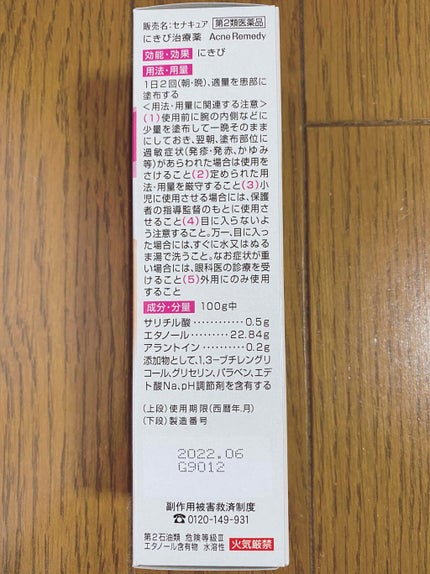 販売名:セナキュア 第2類医薬品
にきび治療薬 Acne Remedy
効能・効果 にきび
用法・用量
1日2回(朝・晩)、適量を患部に
塗布する
<用法・用量に関連する注意>
(1)使用前に腕の内側などに
少量を塗布して一晩そのまま
にしておき、翌朝、塗布部位に
過敏症状(発疹・発赤、かゆみ
等)があらわれた場合は使用を
さけること(2)定められた用
法・用量を厳守すること(3)小
児に使用させる場合には、保護
者の指導監督のもとに使用さ
せること(4)目に入らないよ
う注意すること。万一、目に入っ
た場合には、すぐに水又はぬる
ま湯で洗うこと。なお症状が重
い場合には、眼科医の診療を受
けること(5)外用にのみ使用
すること
成分・分量 100g中
サリチル酸 ………… 0.5g
エタノール ……… 22.84g
アラントイン ……… 0.2g
添加物として、1,3-ブチレングリ
コール、グリセリン、パラベン、エデ
ト酸Na、pH調節剤を含有する
(上段)使用期限(西暦年.月)
(下段)製造番号
2022.06
G9012
副作用被害救済制度
☎0120-149-931
第2石油類 危険等級Ⅲ
エタノール含有物 水溶性 火気厳禁